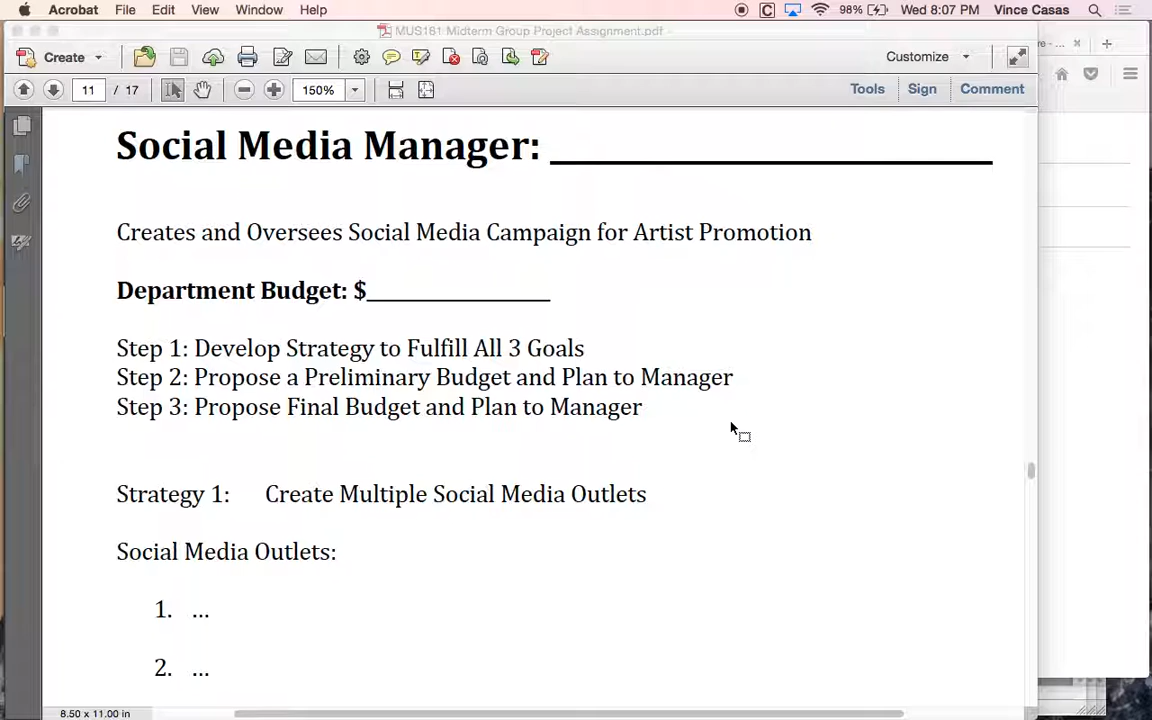 Acrobat File Edit View Window Help 98% Wed 8:07 PM Vince Casas
MUS161 Midterm Group Project Assignment.pdf
Create Customize
11 / 17 150% Tools Sign Comment
Social Media Manager: ____________________
Creates and Oversees Social Media Campaign for Artist Promotion
Department Budget: $________________
Step 1: Develop Strategy to Fulfill All 3 Goals
Step 2: Propose a Preliminary Budget and Plan to Manager
Step 3: Propose Final Budget and Plan to Manager
Strategy 1: Create Multiple Social Media Outlets
Social Media Outlets:
1. ...
2. ...
8.50 x 11.00 in